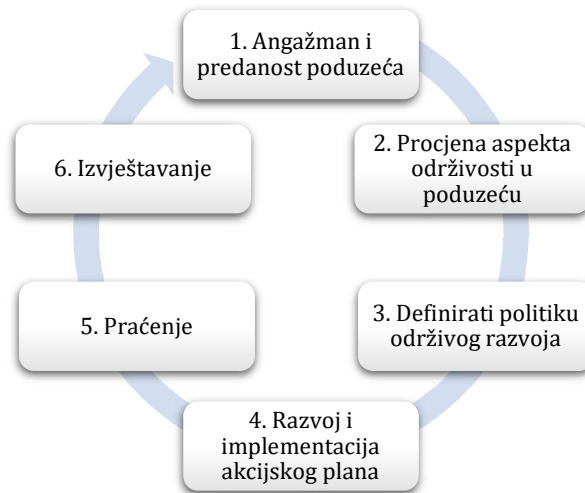 1. Angažman i
predanost poduzeća
2. Procjena aspekta
održivosti u
poduzeću
3. Definirati politiku
održivog razvoja
4. Razvoj i
implementacija
akcijskog plana
5. Praćenje
6. Izvještavanje